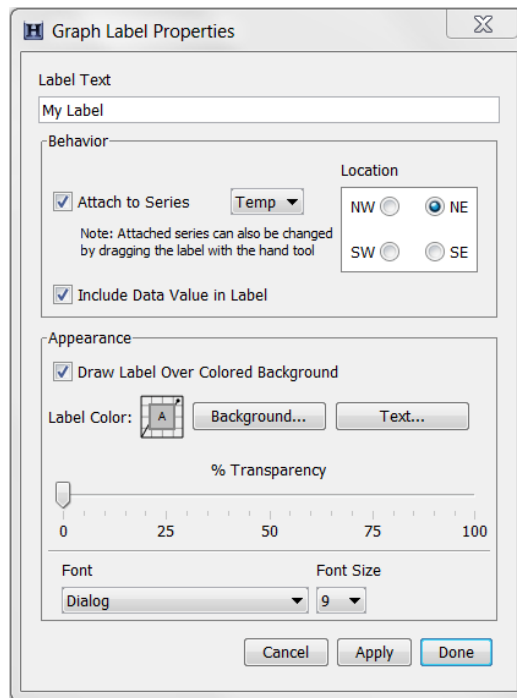 Graph Label Properties
Label Text
My Label
Behavior
Location
Attach to Series Temp
NW NE
Note: Attached series can also be changed
by dragging the label with the hand tool
SW SE
Include Data Value in Label
Appearance
Draw Label Over Colored Background
Label Color: A Background... Text...
% Transparency
0 25 50 75 100
Font Font Size
Dialog 9
Cancel Apply Done